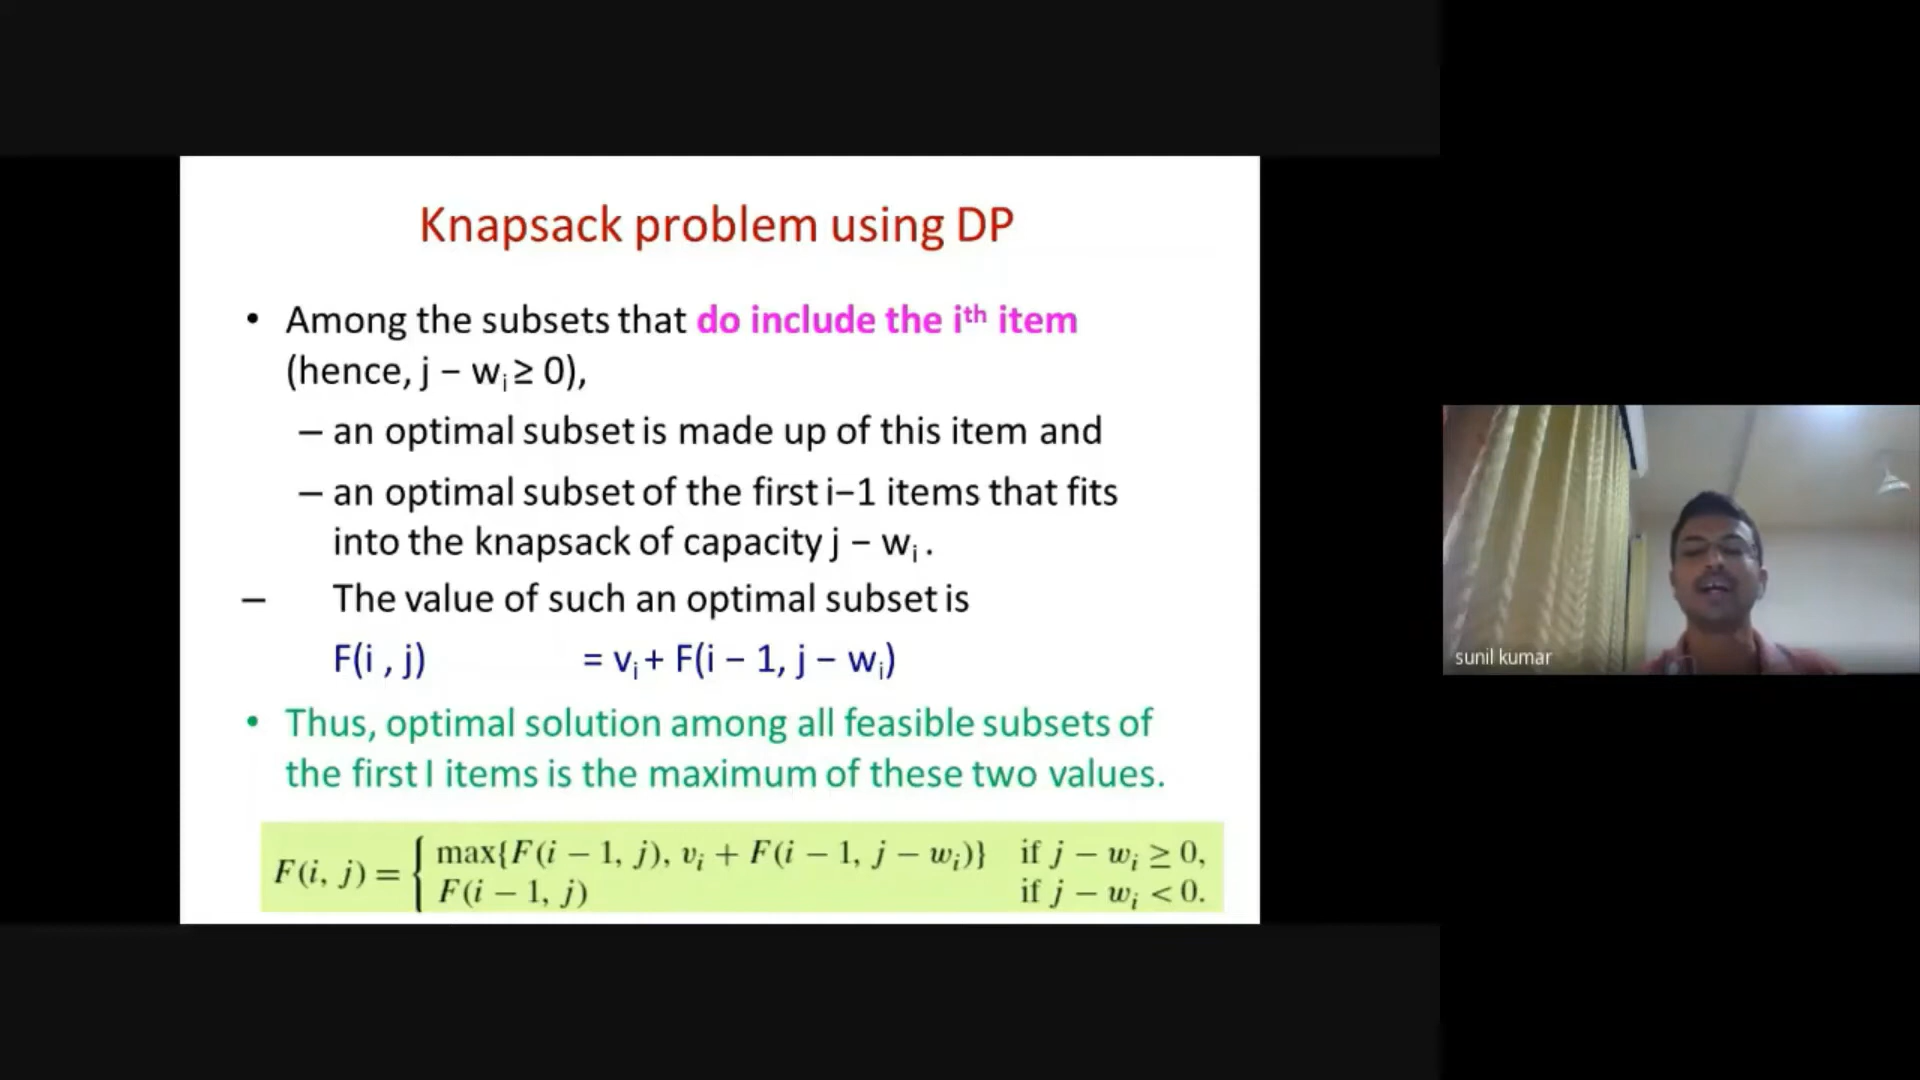 Knapsack problem using DP
• Among the subsets that do include the iᵗʰ item
(hence, j − wᵢ ≥ 0),
– an optimal subset is made up of this item and
– an optimal subset of the first i−1 items that fits
into the knapsack of capacity j − wᵢ .
– The value of such an optimal subset is
F(i , j) = vᵢ + F(i − 1, j − wᵢ)
• Thus, optimal solution among all feasible subsets of
the first I items is the maximum of these two values.
F(i, j) = { max{F(i − 1, j), vᵢ + F(i − 1, j − wᵢ)} if j − wᵢ ≥ 0,
F(i − 1, j) if j − wᵢ < 0.
sunil kumar